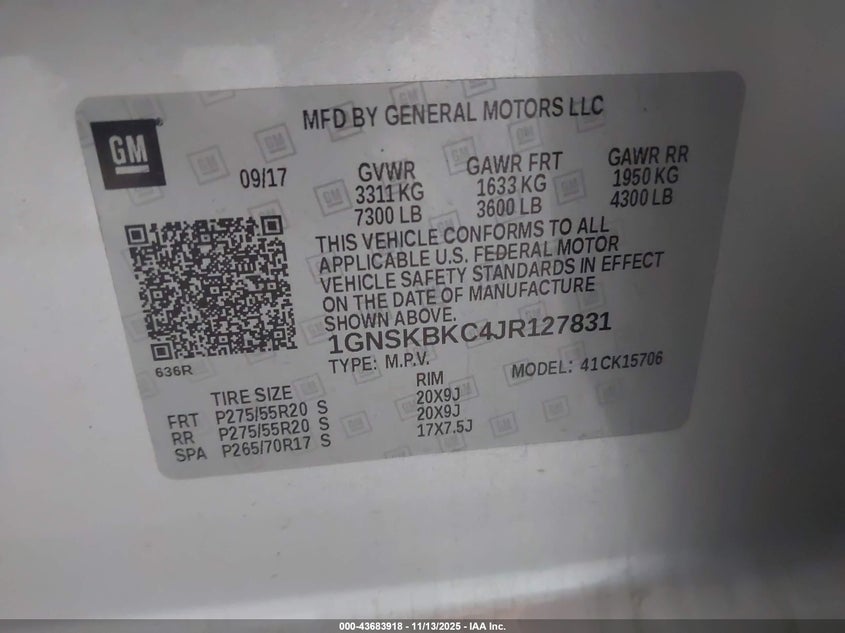 MFD BY GENERAL MOTORS LLC
GM
09/17
GVWR
3311 KG
7300 LB
GAWR FRT
1633 KG
3600 LB
GAWR RR
1950 KG
4300 LB
THIS VEHICLE CONFORMS TO ALL
APPLICABLE U.S. FEDERAL MOTOR
VEHICLE SAFETY STANDARDS IN EFFECT
ON THE DATE OF MANUFACTURE
SHOWN ABOVE.
1GNSKBKC4JR127831
636R
TYPE: M.P.V.
MODEL: 41CK15706
TIRE SIZE
RIM
FRT P275/55R20 S 20X9J
RR P275/55R20 S 20X9J
SPA P265/70R17 S 17X7.5J
000-43683918 - 11/13/2025 - IAA Inc.